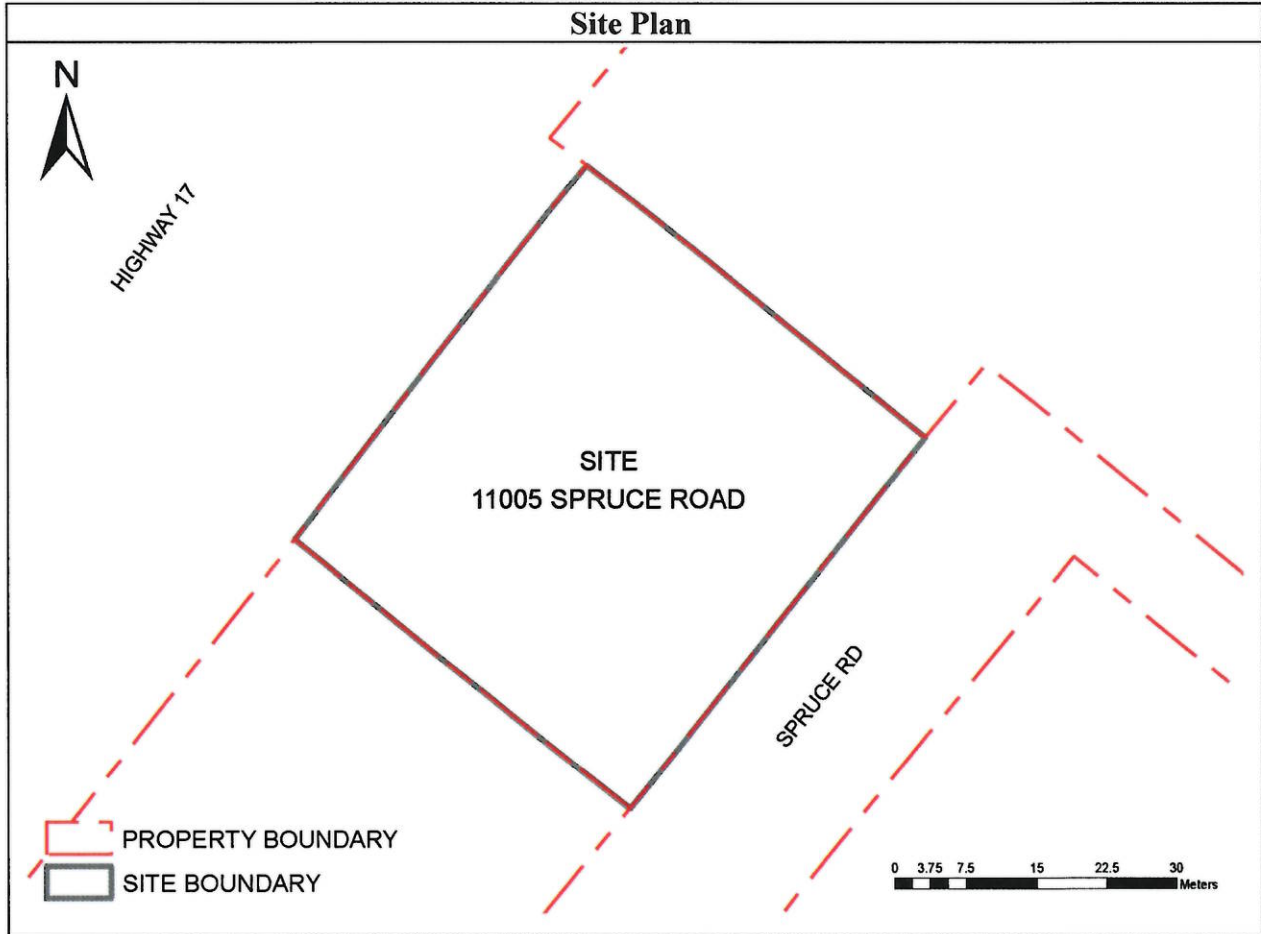 Site Plan
N
HIGHWAY 17
SITE
11005 SPRUCE ROAD
SPRUCE RD
PROPERTY BOUNDARY
SITE BOUNDARY
0 3.75 7.5 15 22.5 30
Meters